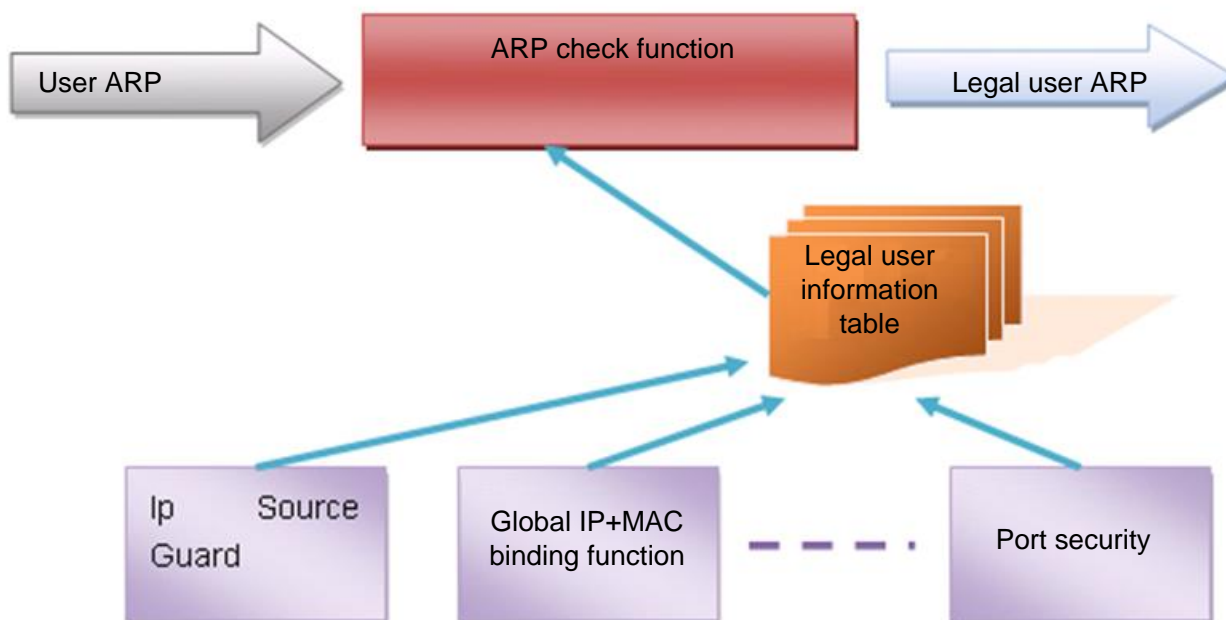 User ARP
ARP check function
Legal user ARP
Legal user
information
table
Ip Source
Guard
Global IP+MAC
binding function
Port security